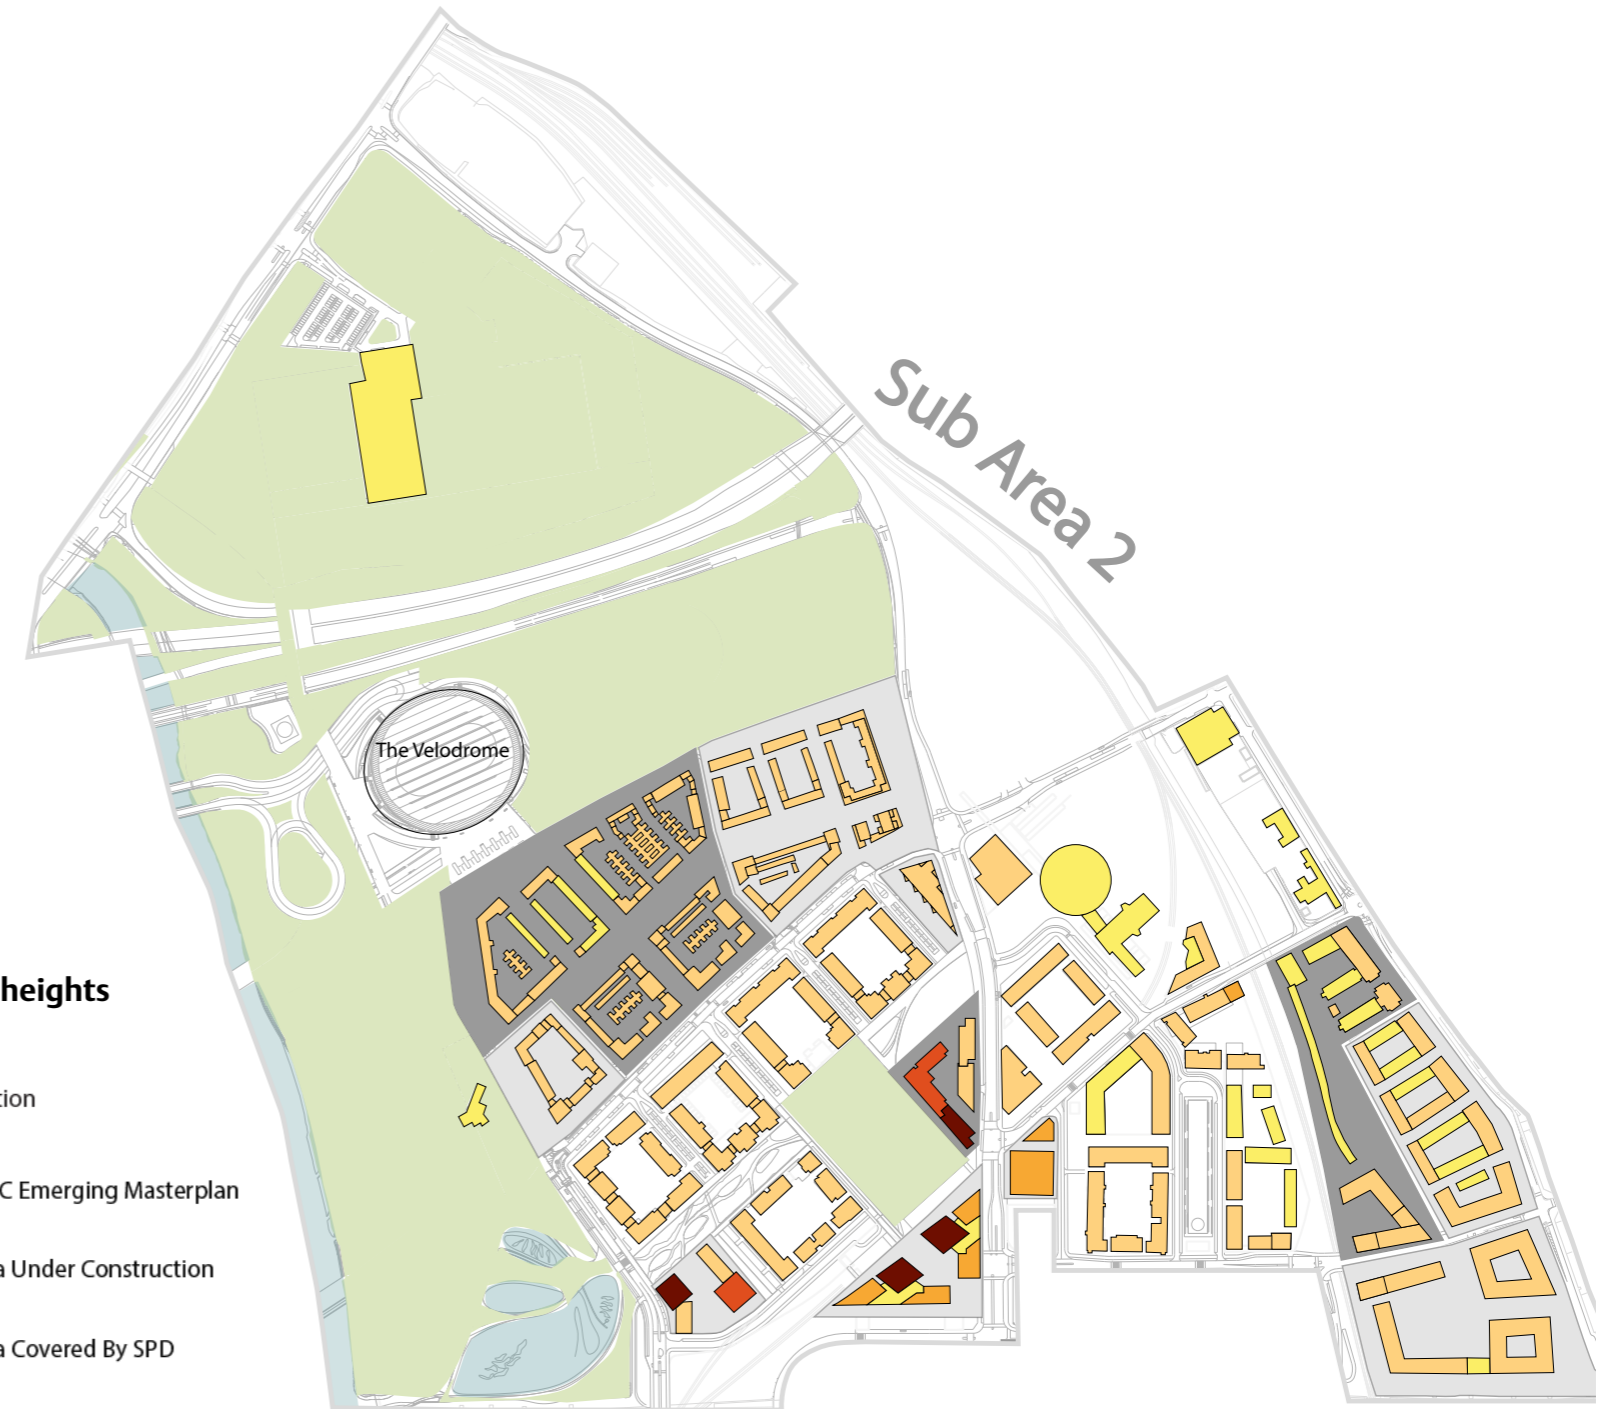 Sub Area 2
The Velodrome
heights
tion
C Emerging Masterplan
a Under Construction
a Covered By SPD